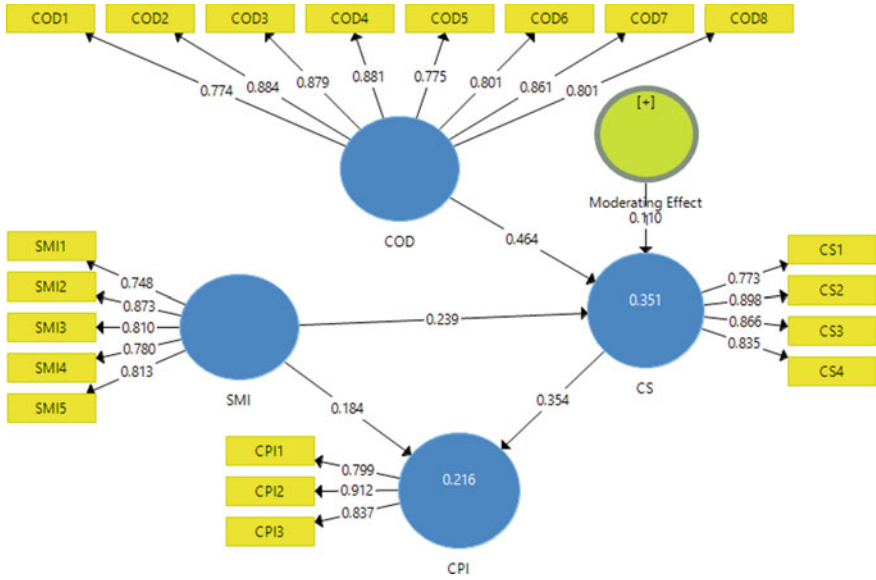 COD1 COD2 COD3 COD4 COD5 COD6 COD7 COD8
0.774 0.884 0.879 0.881 0.775 0.801 0.861 0.801
[+]
Moderating Effect
0.110
COD
0.464
SMI1
SMI2
SMI3
SMI4
SMI5
0.748
0.873
0.810
0.780
0.813
SMI
0.239
0.351
CS
0.773
0.898
0.866
0.835
CS1
CS2
CS3
CS4
0.184
0.354
CPI1
CPI2
CPI3
0.799
0.912
0.837
0.216
CPI